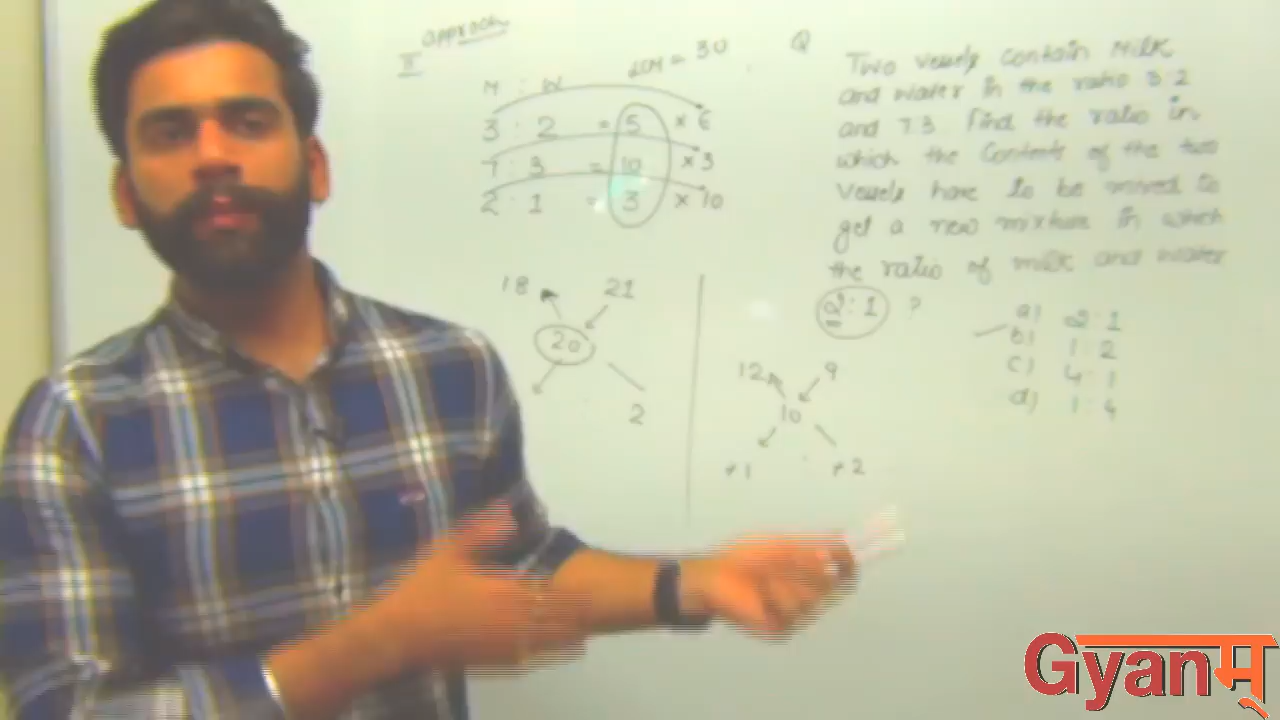 II approach
LCM = 30
M : W
3 : 2 = 5 × 6
7 : 3 = 10 × 3
2 : 1 = 3 × 10
18 21
20
2
Q Two vessels contain Milk
and water in the ratio 3:2
and 7:3 Find the ratio in
which the contents of the two
vessels have to be mixed to
get a new mixture in which
the ratio of milk and water
2 : 1 ?
a) 2 : 1
b) 1 : 2
c) 4 : 1
d) 1 : 4
12 9
10
+1 +2
Gyanम्